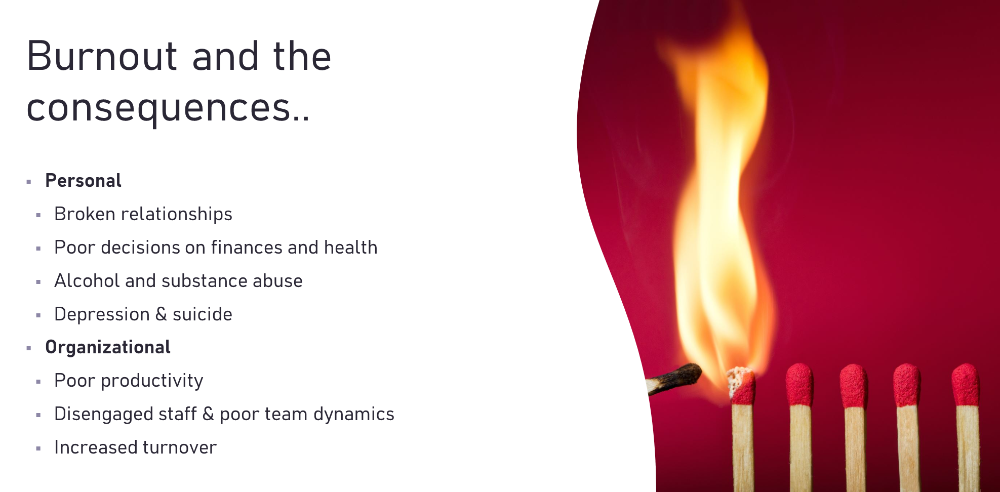 Burnout and the
consequences..
▪ Personal
▪ Broken relationships
▪ Poor decisions on finances and health
▪ Alcohol and substance abuse
▪ Depression & suicide
▪ Organizational
▪ Poor productivity
▪ Disengaged staff & poor team dynamics
▪ Increased turnover